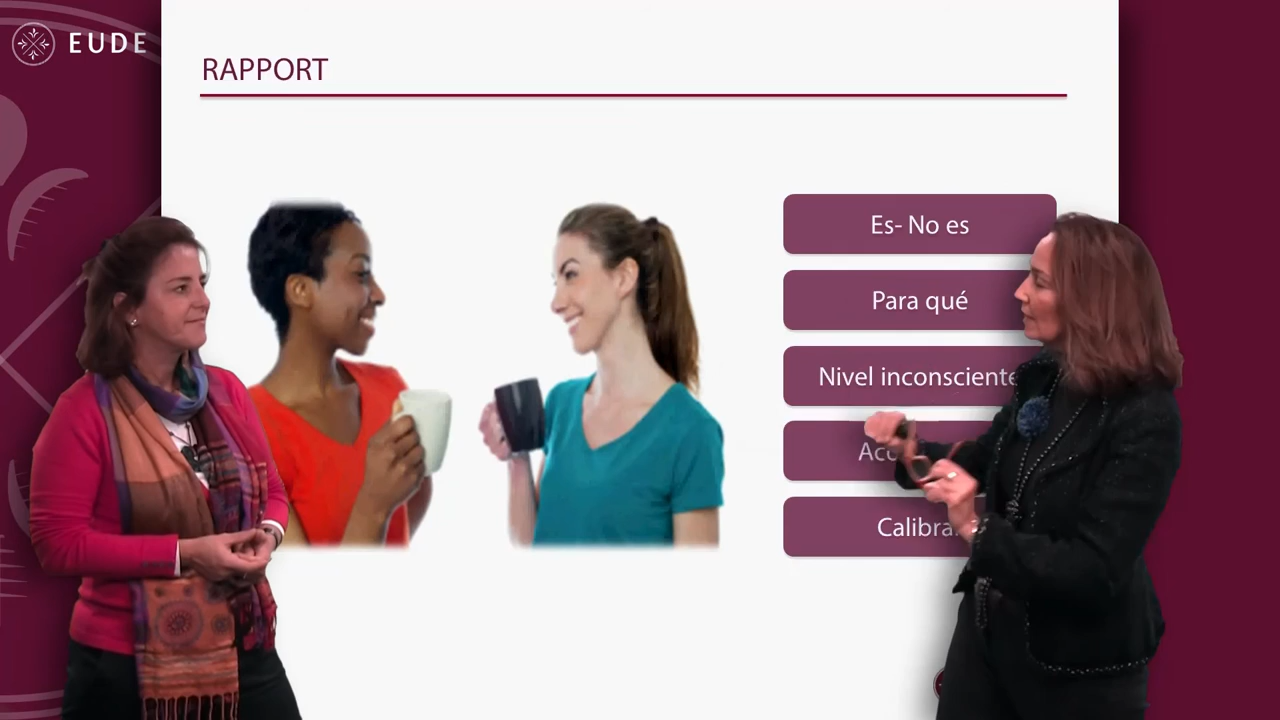 EUDE
RAPPORT
Es- No es
Para qué
Nivel inconsciente